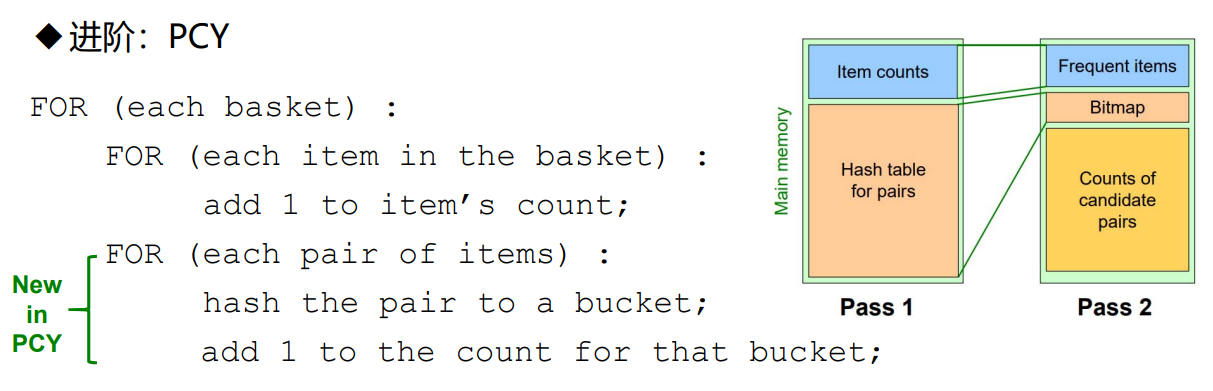 ◆进阶：PCY
FOR (each basket) :
FOR (each item in the basket) :
add 1 to item’s count;
FOR (each pair of items) :
hash the pair to a bucket;
add 1 to the count for that bucket;
New
in
PCY
Main memory
Item counts
Hash table
for pairs
Pass 1
Frequent items
Bitmap
Counts of
candidate
pairs
Pass 2